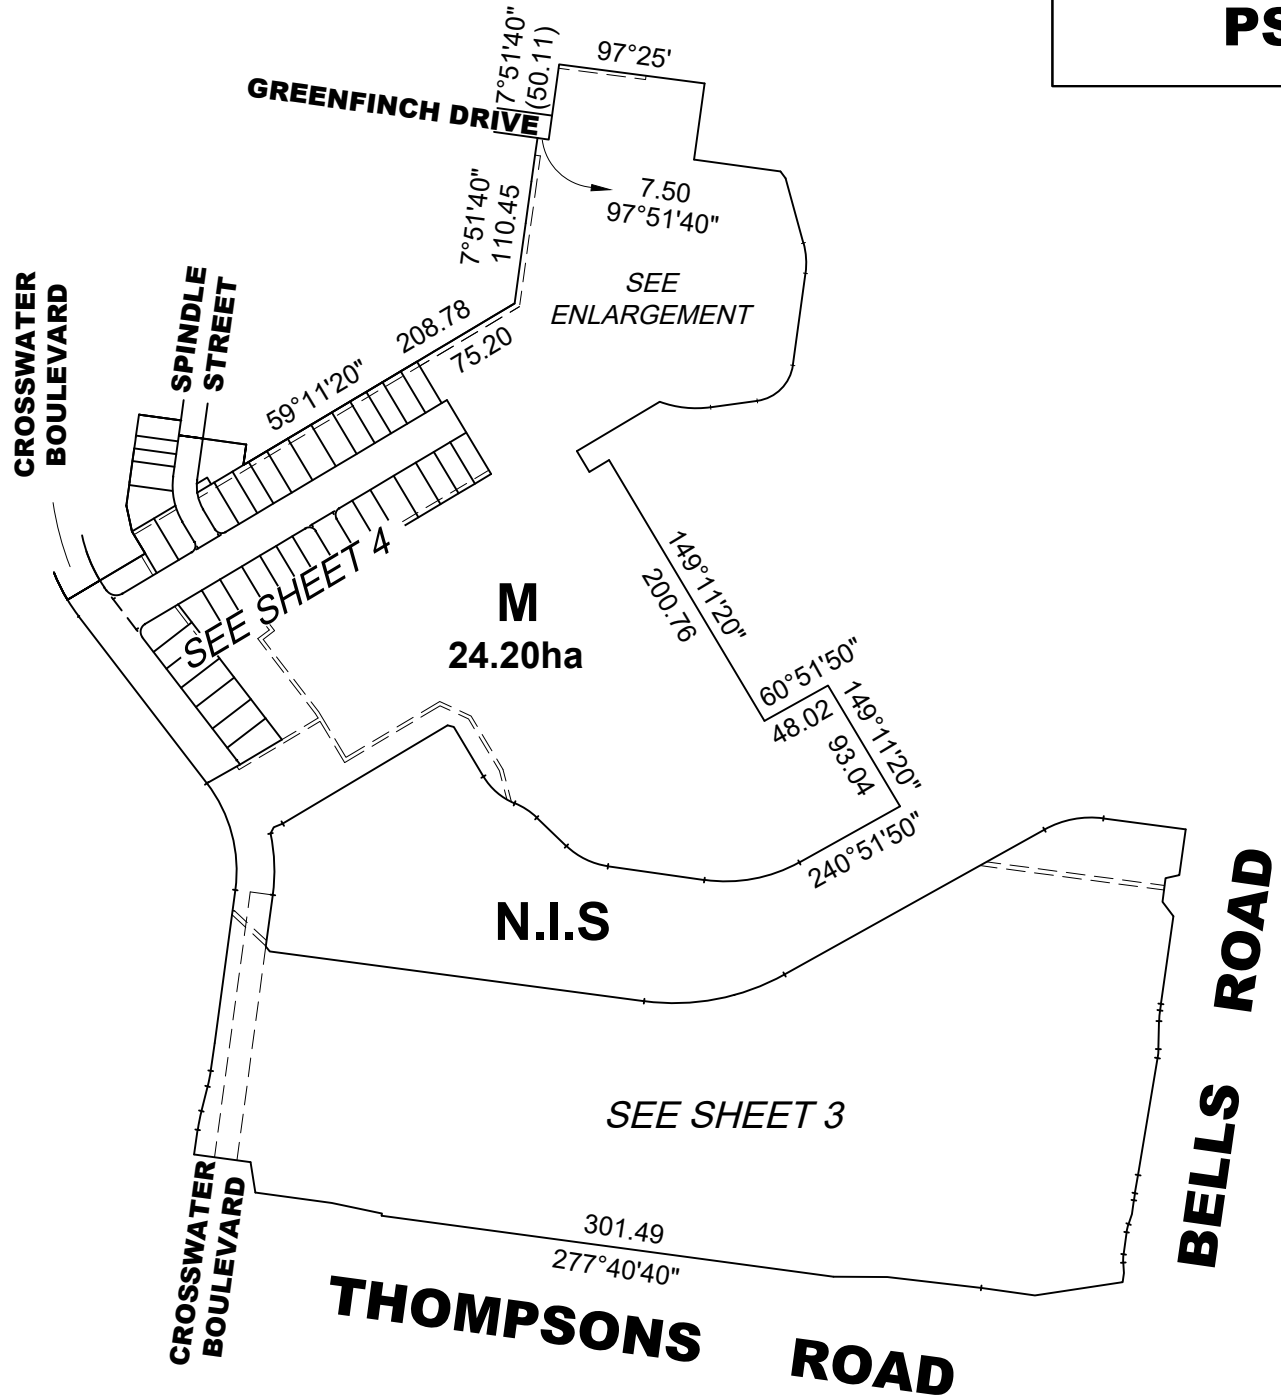 PS
7°51'40"
(50.11)
97°25'
GREENFINCH DRIVE
7.50
97°51'40"
7°51'40"
110.45
SEE
ENLARGEMENT
CROSSWATER
BOULEVARD
SPINDLE
STREET
208.78
75.20
59°11'20"
SEE SHEET 4
M
24.20ha
149°11'20"
200.76
60°51'50"
48.02
149°11'20"
93.04
240°51'50"
N.I.S
SEE SHEET 3
BELLS ROAD
CROSSWATER
BOULEVARD
301.49
277°40'40"
THOMPSONS ROAD